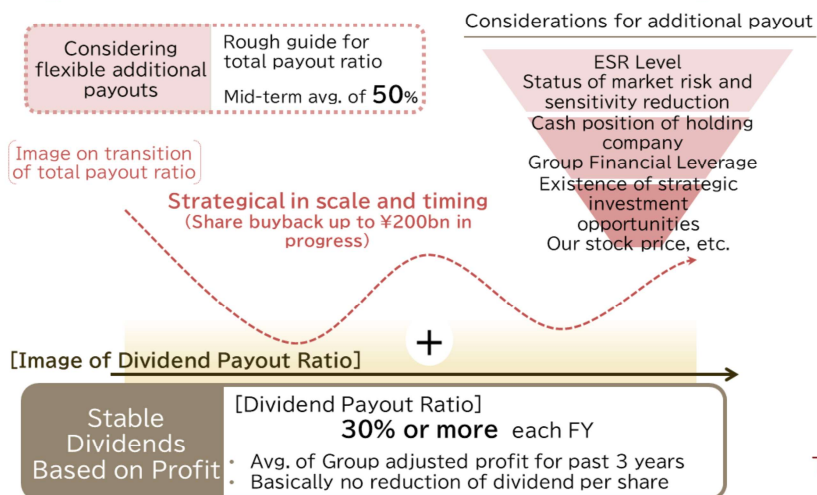 Considerations for additional payout
Considering
flexible additional
payouts
Rough guide for
total payout ratio
Mid-term avg. of 50%
ESR Level
Status of market risk and
sensitivity reduction
Cash position of holding
company
Group Financial Leverage
Existence of strategic
investment
opportunities
Our stock price, etc.
[Image on transition
of total payout ratio]
Strategical in scale and timing
(Share buyback up to ¥200bn in
progress)
+
[Image of Dividend Payout Ratio]
Stable
Dividends
Based on Profit
[Dividend Payout Ratio]
30% or more each FY
・ Avg. of Group adjusted profit for past 3 years
・ Basically no reduction of dividend per share